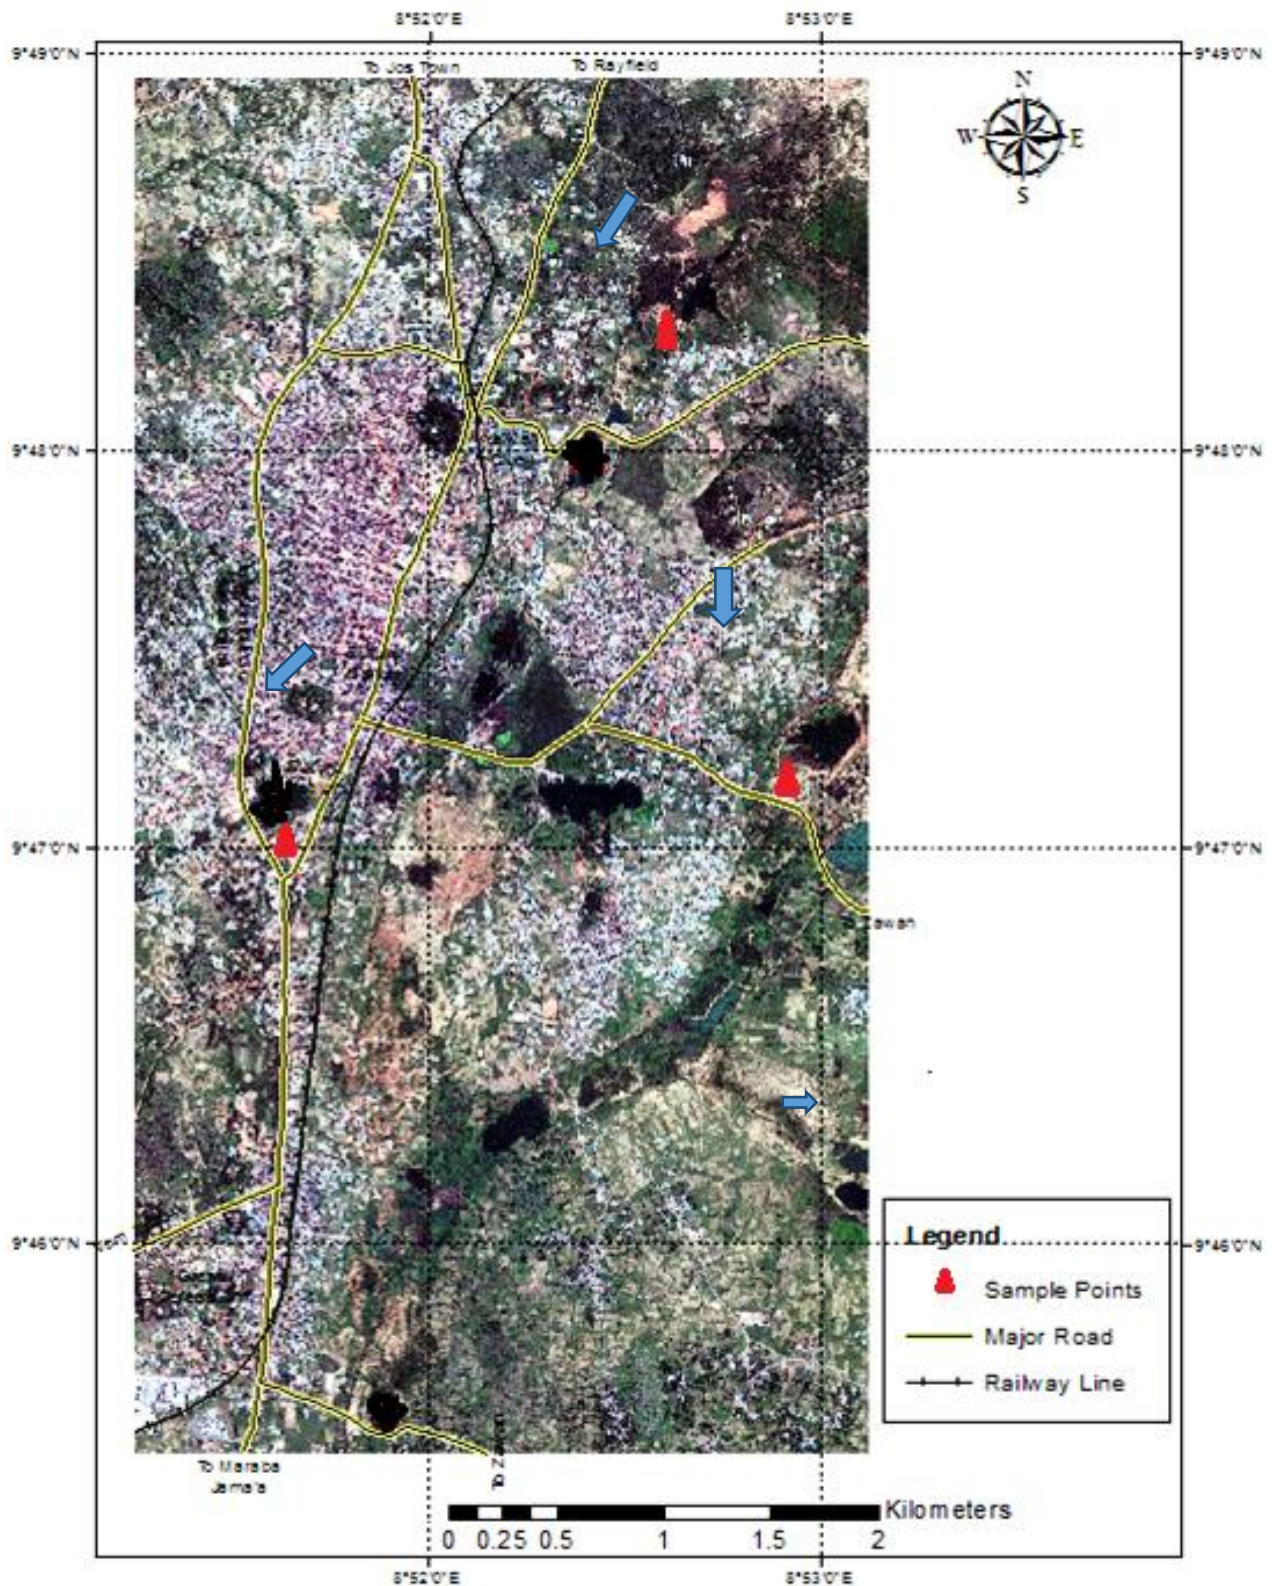 8°52'0"E
8°53'0"E
9°49'0"N
9°49'0"N
To Jos Town
To Rayfield
N
W
E
S
9°48'0"N
9°48'0"N
9°47'0"N
9°47'0"N
9°46'0"N
9°46'0"N
Legend
Sample Points
Major Road
Railway Line
To Maraba
Jama'a
Kilometers
0 0.25 0.5 1 1.5 2
8°52'0"E
8°53'0"E